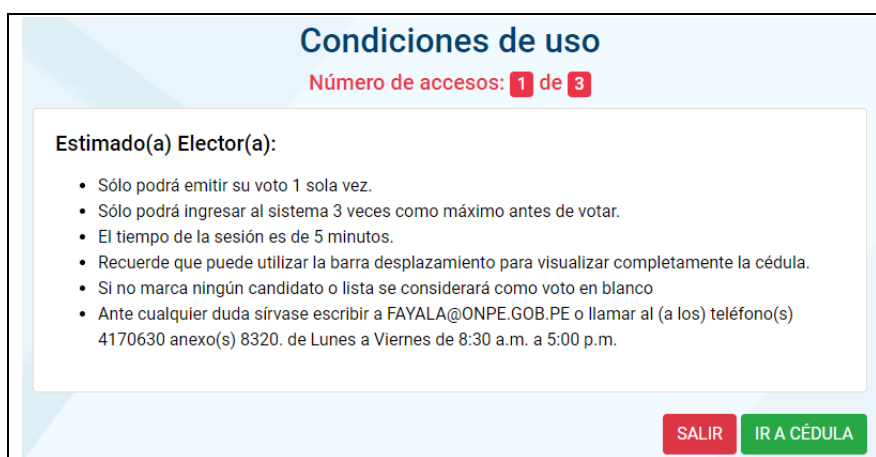 Condiciones de uso
Número de accesos: 1 de 3
Estimado(a) Elector(a):
• Sólo podrá emitir su voto 1 sola vez.
• Sólo podrá ingresar al sistema 3 veces como máximo antes de votar.
• El tiempo de la sesión es de 5 minutos.
• Recuerde que puede utilizar la barra desplazamiento para visualizar completamente la cédula.
• Si no marca ningún candidato o lista se considerará como voto en blanco
• Ante cualquier duda sírvase escribir a FAYALA@ONPE.GOB.PE o llamar al (a los) teléfono(s)
4170630 anexo(s) 8320. de Lunes a Viernes de 8:30 a.m. a 5:00 p.m.
SALIR IR A CÉDULA